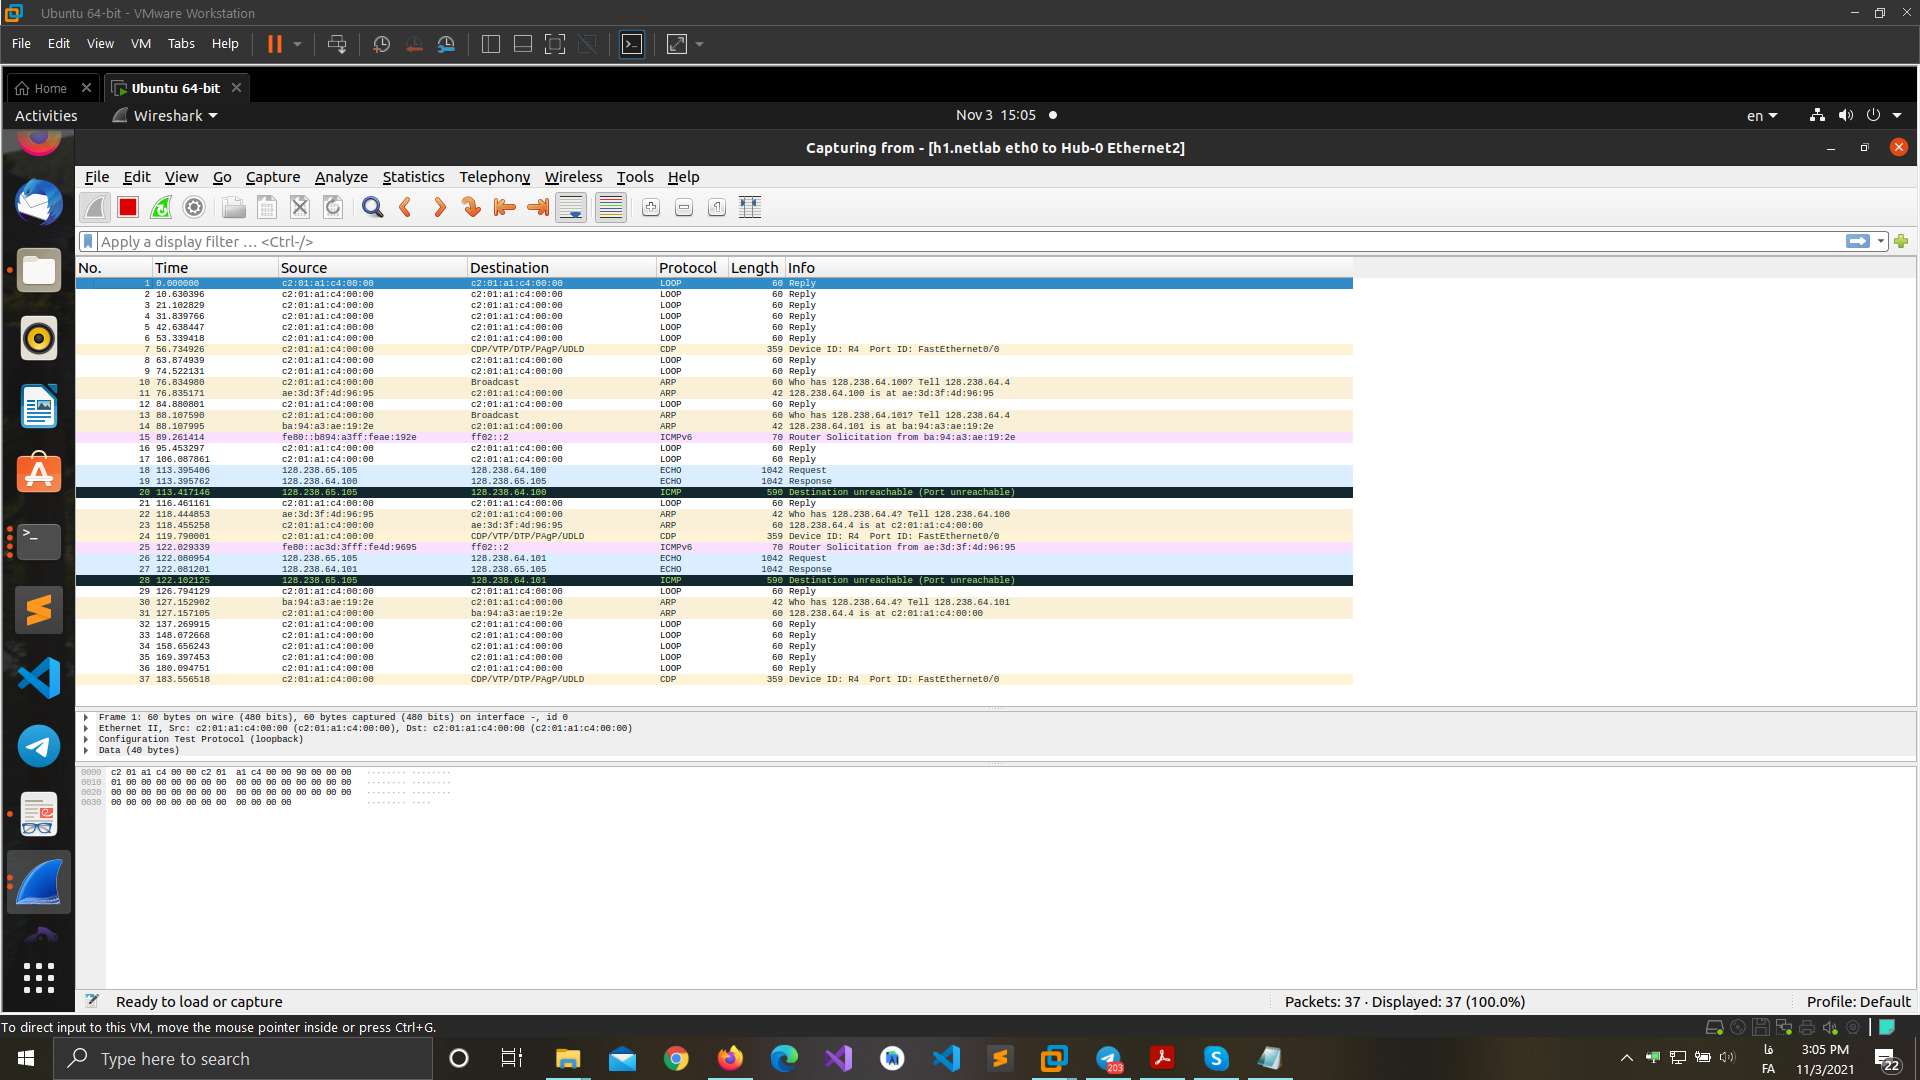 Ubuntu 64-bit - VMware Workstation
File Edit View VM Tabs Help
Home
Ubuntu 64-bit
Activities Wireshark Nov 3 15:05 en
Capturing from - [h1.netlab eth0 to Hub-0 Ethernet2]
File Edit View Go Capture Analyze Statistics Telephony Wireless Tools Help
Apply a display filter … <Ctrl-/>
No. Time Source Destination Protocol Length Info
1 0.000000 c2:01:a1:c4:00:00 c2:01:a1:c4:00:00 LOOP 60 Reply
2 10.630396 c2:01:a1:c4:00:00 c2:01:a1:c4:00:00 LOOP 60 Reply
3 21.102829 c2:01:a1:c4:00:00 c2:01:a1:c4:00:00 LOOP 60 Reply
4 31.839766 c2:01:a1:c4:00:00 c2:01:a1:c4:00:00 LOOP 60 Reply
5 42.638447 c2:01:a1:c4:00:00 c2:01:a1:c4:00:00 LOOP 60 Reply
6 53.339418 c2:01:a1:c4:00:00 c2:01:a1:c4:00:00 LOOP 60 Reply
7 56.734926 c2:01:a1:c4:00:00 CDP/VTP/DTP/PAgP/UDLD CDP 359 Device ID: R4 Port ID: FastEthernet0/0
8 63.874939 c2:01:a1:c4:00:00 c2:01:a1:c4:00:00 LOOP 60 Reply
9 74.522131 c2:01:a1:c4:00:00 c2:01:a1:c4:00:00 LOOP 60 Reply
10 76.834980 c2:01:a1:c4:00:00 Broadcast ARP 60 Who has 128.238.64.100? Tell 128.238.64.4
11 76.835171 ae:3d:3f:4d:96:95 c2:01:a1:c4:00:00 ARP 42 128.238.64.100 is at ae:3d:3f:4d:96:95
12 84.880801 c2:01:a1:c4:00:00 c2:01:a1:c4:00:00 LOOP 60 Reply
13 88.107590 c2:01:a1:c4:00:00 Broadcast ARP 60 Who has 128.238.64.101? Tell 128.238.64.4
14 88.107995 ba:94:a3:ae:19:2e c2:01:a1:c4:00:00 ARP 42 128.238.64.101 is at ba:94:a3:ae:19:2e
15 89.261414 fe80::b894:a3ff:feae:192e ff02::2 ICMPv6 70 Router Solicitation from ba:94:a3:ae:19:2e
16 95.453297 c2:01:a1:c4:00:00 c2:01:a1:c4:00:00 LOOP 60 Reply
17 106.087861 c2:01:a1:c4:00:00 c2:01:a1:c4:00:00 LOOP 60 Reply
18 113.395406 128.238.65.105 128.238.64.100 ECHO 1042 Request
19 113.395762 128.238.64.100 128.238.65.105 ECHO 1042 Response
20 113.417146 128.238.65.105 128.238.64.100 ICMP 590 Destination unreachable (Port unreachable)
21 116.461161 c2:01:a1:c4:00:00 c2:01:a1:c4:00:00 LOOP 60 Reply
22 118.444853 ae:3d:3f:4d:96:95 c2:01:a1:c4:00:00 ARP 42 Who has 128.238.64.4? Tell 128.238.64.100
23 118.455258 c2:01:a1:c4:00:00 ae:3d:3f:4d:96:95 ARP 60 128.238.64.4 is at c2:01:a1:c4:00:00
24 119.790001 c2:01:a1:c4:00:00 CDP/VTP/DTP/PAgP/UDLD CDP 359 Device ID: R4 Port ID: FastEthernet0/0
25 122.029339 fe80::ac3d:3fff:fe4d:9695 ff02::2 ICMPv6 70 Router Solicitation from ae:3d:3f:4d:96:95
26 122.080954 128.238.65.105 128.238.64.101 ECHO 1042 Request
27 122.081201 128.238.64.101 128.238.65.105 ECHO 1042 Response
28 122.102125 128.238.65.105 128.238.64.101 ICMP 590 Destination unreachable (Port unreachable)
29 126.794129 c2:01:a1:c4:00:00 c2:01:a1:c4:00:00 LOOP 60 Reply
30 127.152902 ba:94:a3:ae:19:2e c2:01:a1:c4:00:00 ARP 42 Who has 128.238.64.4? Tell 128.238.64.101
31 127.157105 c2:01:a1:c4:00:00 ba:94:a3:ae:19:2e ARP 60 128.238.64.4 is at c2:01:a1:c4:00:00
32 137.269915 c2:01:a1:c4:00:00 c2:01:a1:c4:00:00 LOOP 60 Reply
33 148.072668 c2:01:a1:c4:00:00 c2:01:a1:c4:00:00 LOOP 60 Reply
34 158.656243 c2:01:a1:c4:00:00 c2:01:a1:c4:00:00 LOOP 60 Reply
35 169.397453 c2:01:a1:c4:00:00 c2:01:a1:c4:00:00 LOOP 60 Reply
36 180.094751 c2:01:a1:c4:00:00 c2:01:a1:c4:00:00 LOOP 60 Reply
37 183.556518 c2:01:a1:c4:00:00 CDP/VTP/DTP/PAgP/UDLD CDP 359 Device ID: R4 Port ID: FastEthernet0/0
Frame 1: 60 bytes on wire (480 bits), 60 bytes captured (480 bits) on interface -, id 0
Ethernet II, Src: c2:01:a1:c4:00:00 (c2:01:a1:c4:00:00), Dst: c2:01:a1:c4:00:00 (c2:01:a1:c4:00:00)
Configuration Test Protocol (loopback)
Data (40 bytes)
0000 c2 01 a1 c4 00 00 c2 01 a1 c4 00 00 90 00 00 00 ········ ········
0010 01 00 00 00 00 00 00 00 00 00 00 00 00 00 00 00 ········ ········
0020 00 00 00 00 00 00 00 00 00 00 00 00 00 00 00 00 ········ ········
0030 00 00 00 00 00 00 00 00 00 00 00 00 ········ ····
Ready to load or capture Packets: 37 · Displayed: 37 (100.0%) Profile: Default
To direct input to this VM, move the mouse pointer inside or press Ctrl+G.
Type here to search
203
فا
FA
3:05 PM
11/3/2021
22